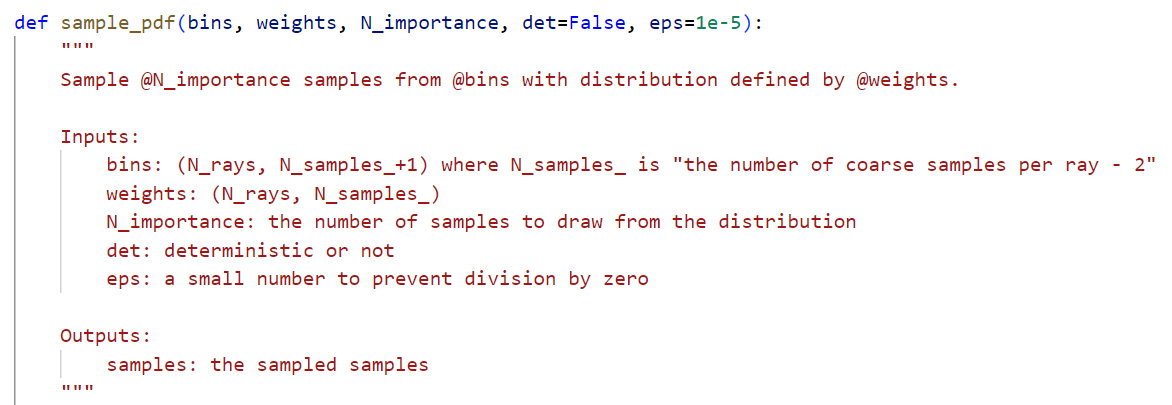 def sample_pdf(bins, weights, N_importance, det=False, eps=1e-5):
"""
Sample @N_importance samples from @bins with distribution defined by @weights.
Inputs:
bins: (N_rays, N_samples_+1) where N_samples_ is "the number of coarse samples per ray - 2"
weights: (N_rays, N_samples_)
N_importance: the number of samples to draw from the distribution
det: deterministic or not
eps: a small number to prevent division by zero
Outputs:
samples: the sampled samples
"""